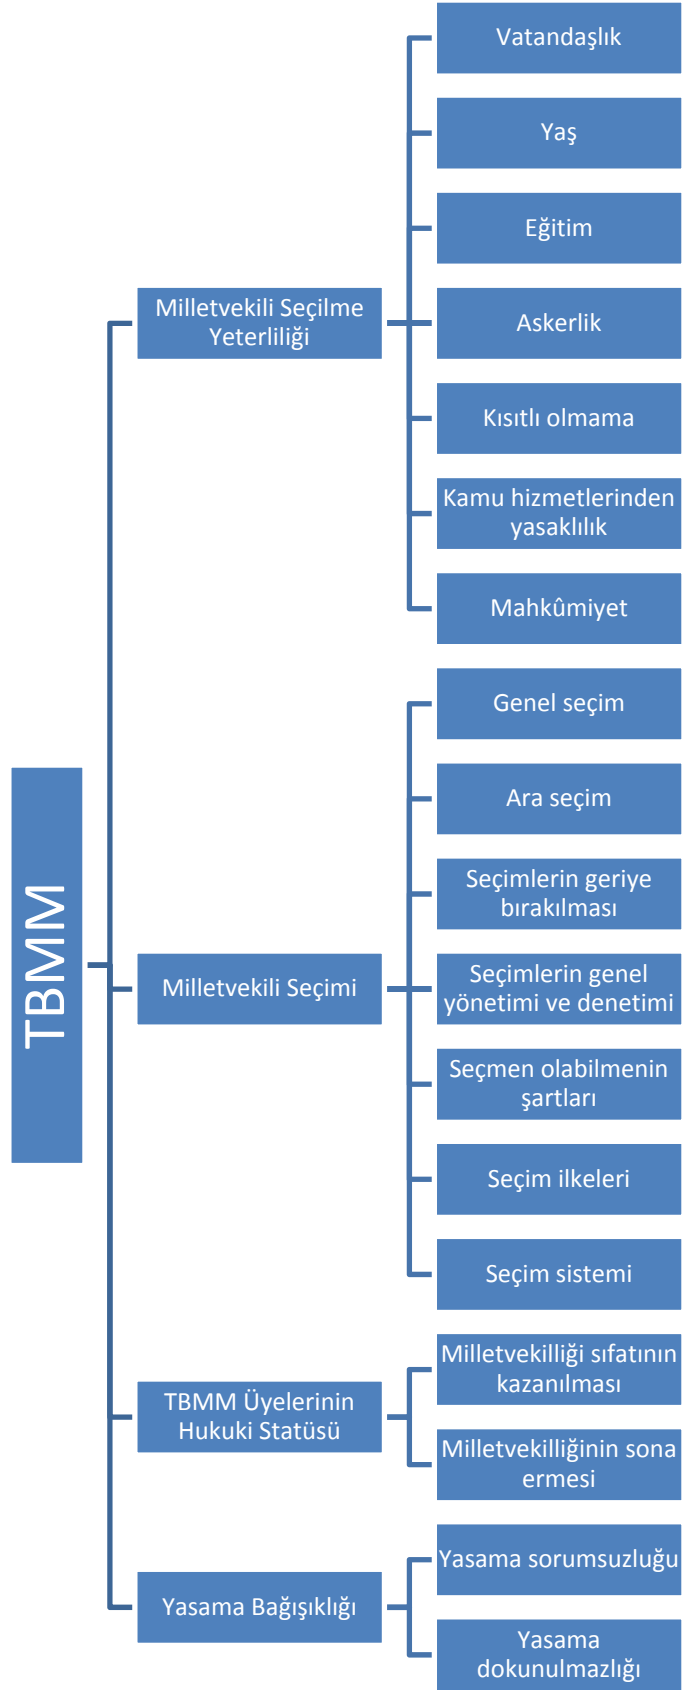 TBMM
Milletvekili Seçilme
Yeterliliği
Vatandaşlık
Yaş
Eğitim
Askerlik
Kısıtlı olmama
Kamu hizmetlerinden
yasaklılık
Mahkûmiyet
Milletvekili Seçimi
Genel seçim
Ara seçim
Seçimlerin geriye
bırakılması
Seçimlerin genel
yönetimi ve denetimi
Seçmen olabilmenin
şartları
Seçim ilkeleri
Seçim sistemi
TBMM Üyelerinin
Hukuki Statüsü
Milletvekilliği sıfatının
kazanılması
Milletvekilliğinin sona
ermesi
Yasama Bağışıklığı
Yasama sorumsuzluğu
Yasama
dokunulmazlığı